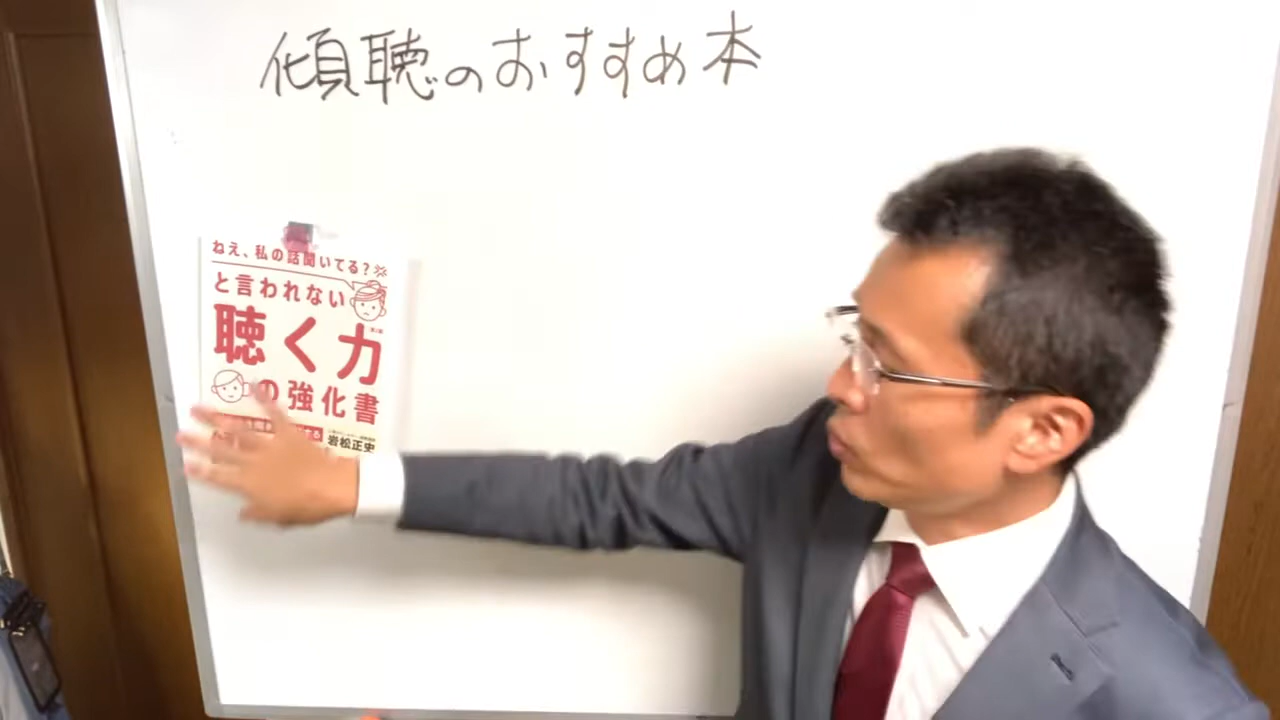 傾聴のおすすめ本
ねえ、私の話聞いてる?
と言われない
聴く力
の強化書
岩松正史